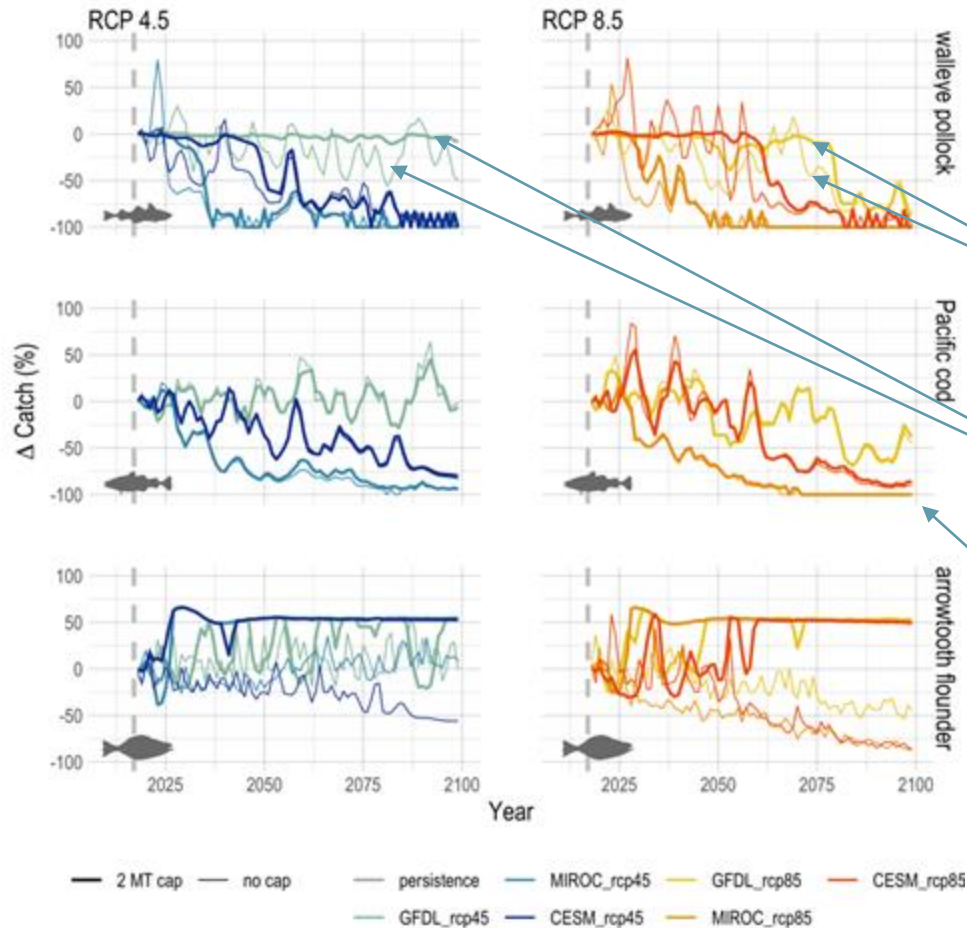 RCP 4.5
RCP 8.5
100
50
0
-50
-100
walleye pollock
100
50
0
-50
-100
Pacific cod
Δ Catch (%)
100
50
0
-50
-100
arrowtooth flounder
2025 2050 2075 2100
2025 2050 2075 2100
Year
2 MT cap
no cap
persistence
MIROC_rcp45
GFDL_rcp85
CESM_rcp85
GFDL_rcp45
CESM_rcp45
MIROC_rcp85